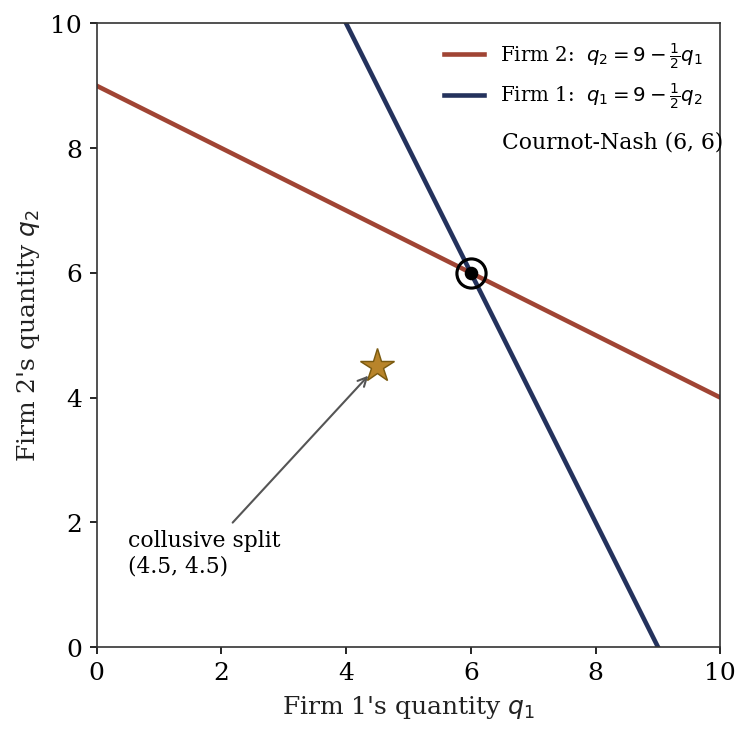 10
8
6
4
2
0
Firm 2's quantity q₂
Firm 2: q₂ = 9 − ½q₁
Firm 1: q₁ = 9 − ½q₂
Cournot-Nash (6, 6)
collusive split
(4.5, 4.5)
0 2 4 6 8 10
Firm 1's quantity q₁